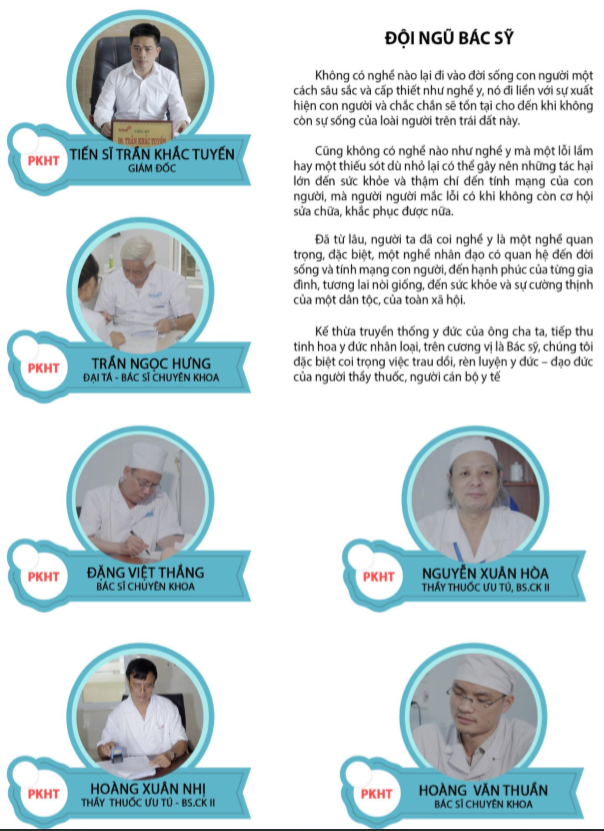 TIẾN SĨ TRẦN KHẮC TUYẾN
GIÁM ĐỐC
PKHT
ĐỘI NGŨ BÁC SỸ
Không có nghề nào lại đi vào đời sống con người một
cách sâu sắc và cấp thiết như nghề y, nó đi liền với sự xuất
hiện con người và chắc chắn sẽ tồn tại cho đến khi không
còn sự sống của loài người trên trái đất này.
Cũng không có nghề nào như nghề y mà một lỗi lầm
hay một thiếu sót dù nhỏ lại có thể gây nên những tác hại
lớn đến sức khỏe và thậm chí đến tính mạng của con
người, mà người người mắc lỗi có khi không còn cơ hội
sửa chữa, khắc phục được nữa.
Đã từ lâu, người ta đã coi nghề y là một nghề quan
trọng, đặc biệt, một nghề nhân đạo có quan hệ đến đời
sống và tính mạng con người, đến hạnh phúc của từng gia
đình, tương lai nòi giống, đến sức khỏe và sự cường thịnh
của một dân tộc, của toàn xã hội.
Kế thừa truyền thống y đức của ông cha ta, tiếp thu
tinh hoa y đức nhân loại, trên cương vị là Bác sỹ, chúng tôi
đặc biệt coi trọng việc trau dồi, rèn luyện y đức – đạo đức
của người thầy thuốc, người cán bộ y tế
PKHT
TRẦN NGỌC HƯNG
ĐẠI TÁ - BÁC SĨ CHUYÊN KHOA
PKHT
ĐẶNG VIỆT THẮNG
BÁC SĨ CHUYÊN KHOA
PKHT
NGUYỄN XUÂN HÒA
THẦY THUỐC ƯU TÚ, BS.CK II
PKHT
HOÀNG XUÂN NHỊ
THẦY THUỐC ƯU TÚ - BS.CK II
PKHT
HOÀNG VĂN THUẦN
BÁC SĨ CHUYÊN KHOA